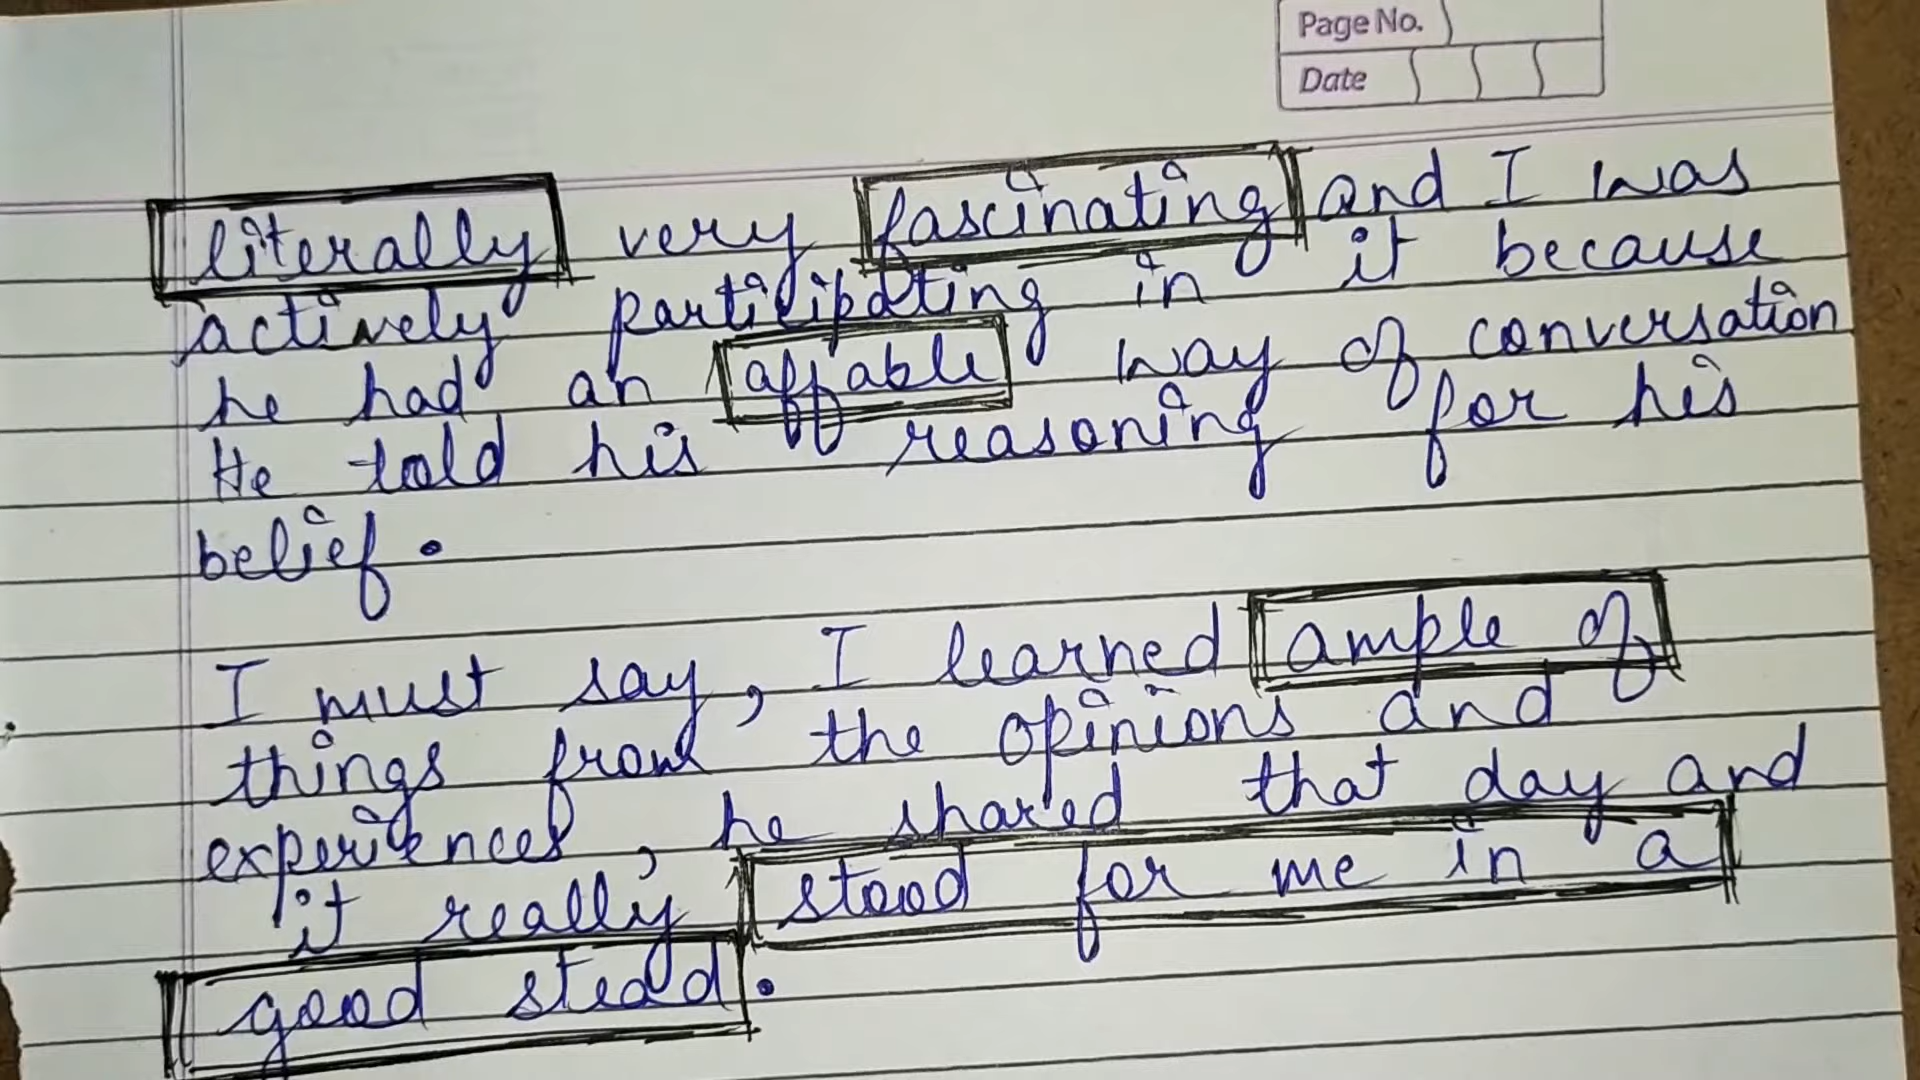 Page No.
Date
literally very fascinating and I was
actively participating in it because
he had an affable way of conversation
He told his reasoning for his
belief.
I must say, I learned ample of
things from the opinions and
experiences, he shared that day and
it really stood for me in a
good stead.